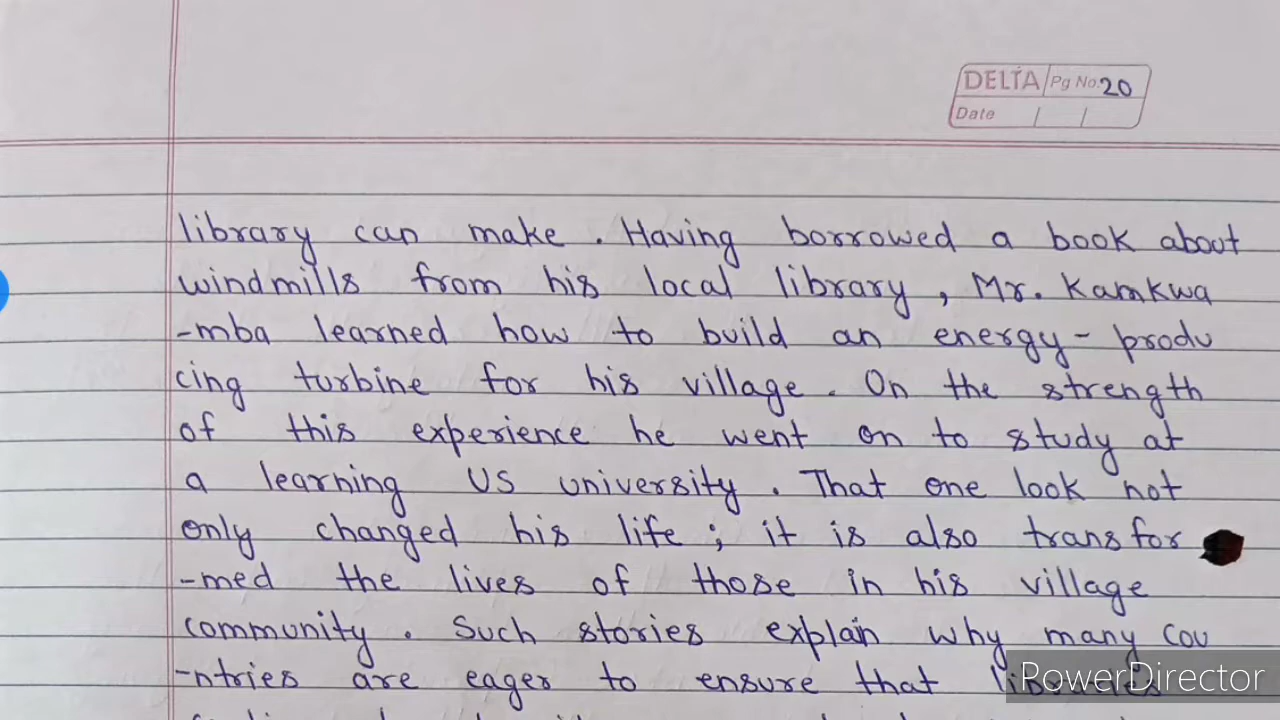 DELTA Pg No. 20
Date / /
library can make . Having borrowed a book about
windmills from his local library , Mr. Kamkwa
-mba learned how to build an energy - produ
cing turbine for his village . On the strength
of this experience he went on to study at
a learning US university . That one look not
only changed his life ; it is also transfor
-med the lives of those in his village
community . Such stories explain why many cou
-ntries are eager to ensure that libraries
PowerDirector